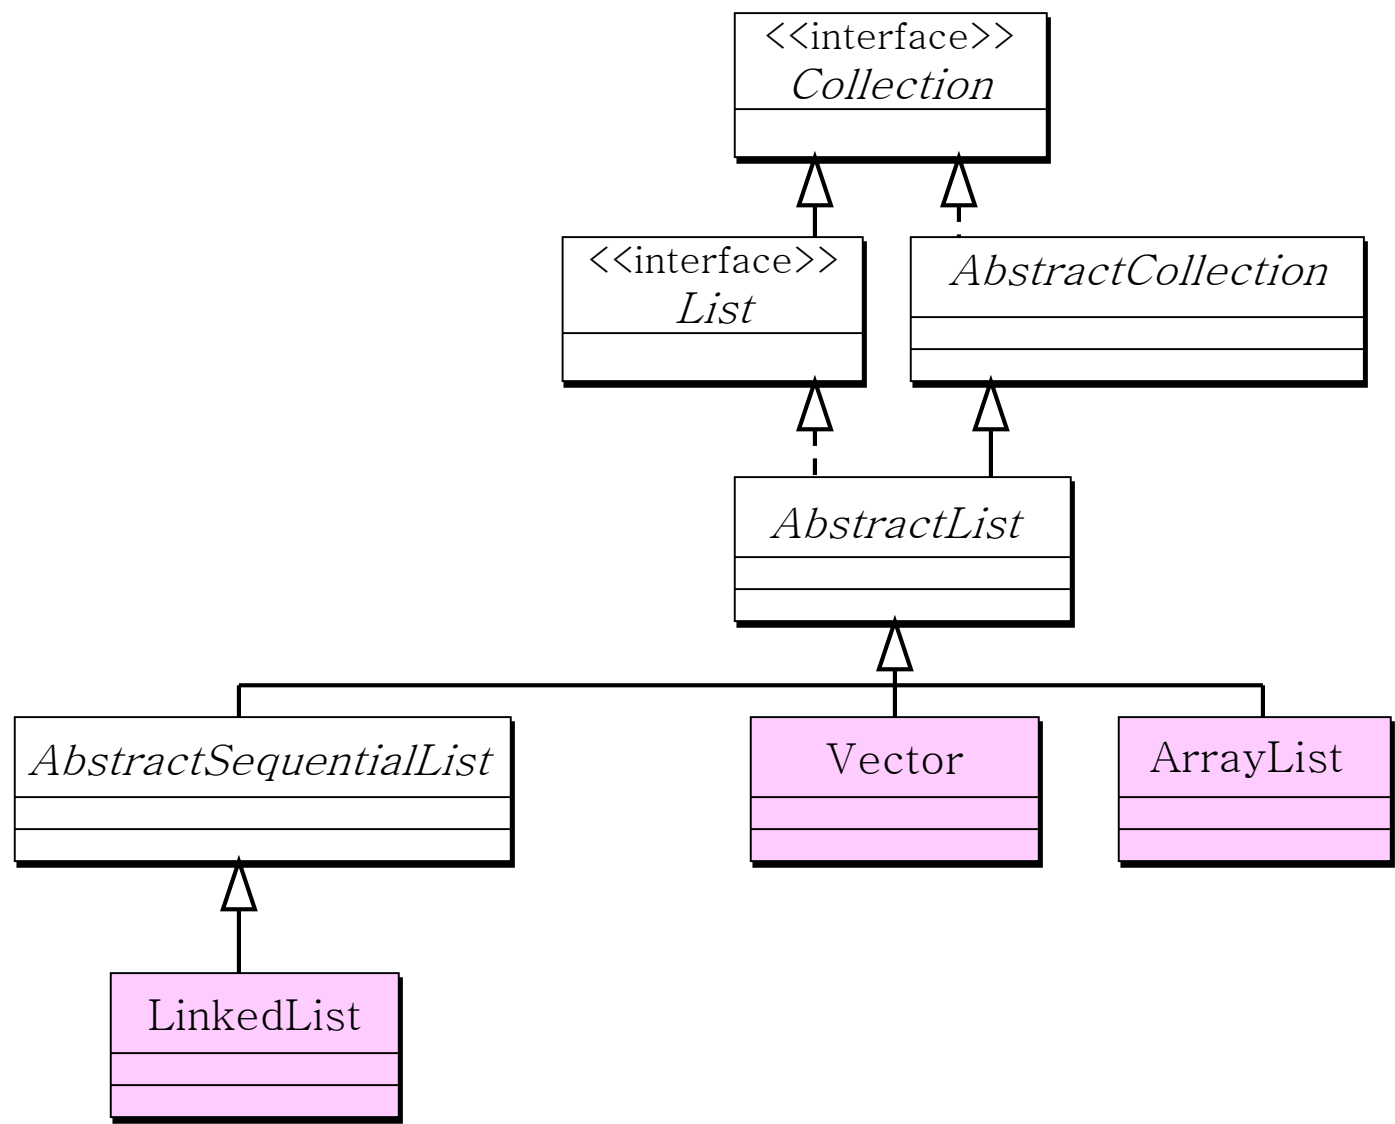 <<interface>>
Collection
<<interface>>
List
AbstractCollection
AbstractList
AbstractSequentialList
Vector
ArrayList
LinkedList